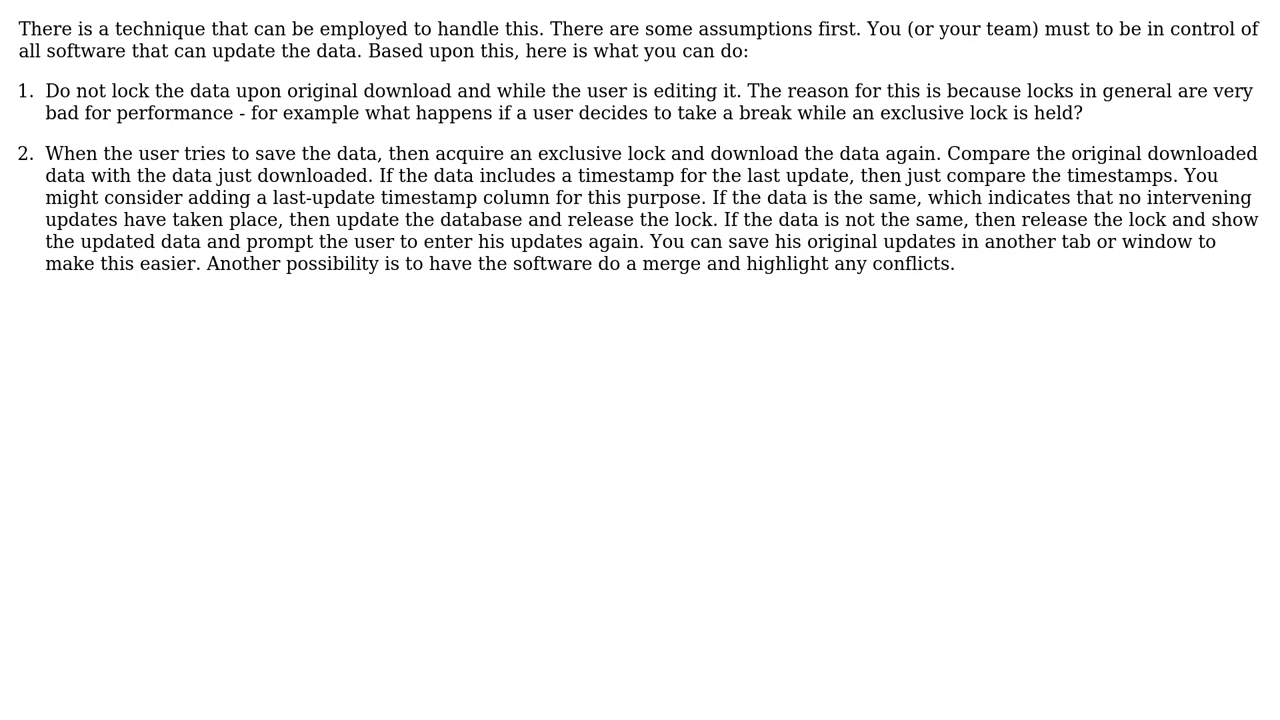 There is a technique that can be employed to handle this. There are some assumptions first. You (or your team) must to be in control of
all software that can update the data. Based upon this, here is what you can do:
1. Do not lock the data upon original download and while the user is editing it. The reason for this is because locks in general are very
bad for performance - for example what happens if a user decides to take a break while an exclusive lock is held?
2. When the user tries to save the data, then acquire an exclusive lock and download the data again. Compare the original downloaded
data with the data just downloaded. If the data includes a timestamp for the last update, then just compare the timestamps. You
might consider adding a last-update timestamp column for this purpose. If the data is the same, which indicates that no intervening
updates have taken place, then update the database and release the lock. If the data is not the same, then release the lock and show
the updated data and prompt the user to enter his updates again. You can save his original updates in another tab or window to
make this easier. Another possibility is to have the software do a merge and highlight any conflicts.